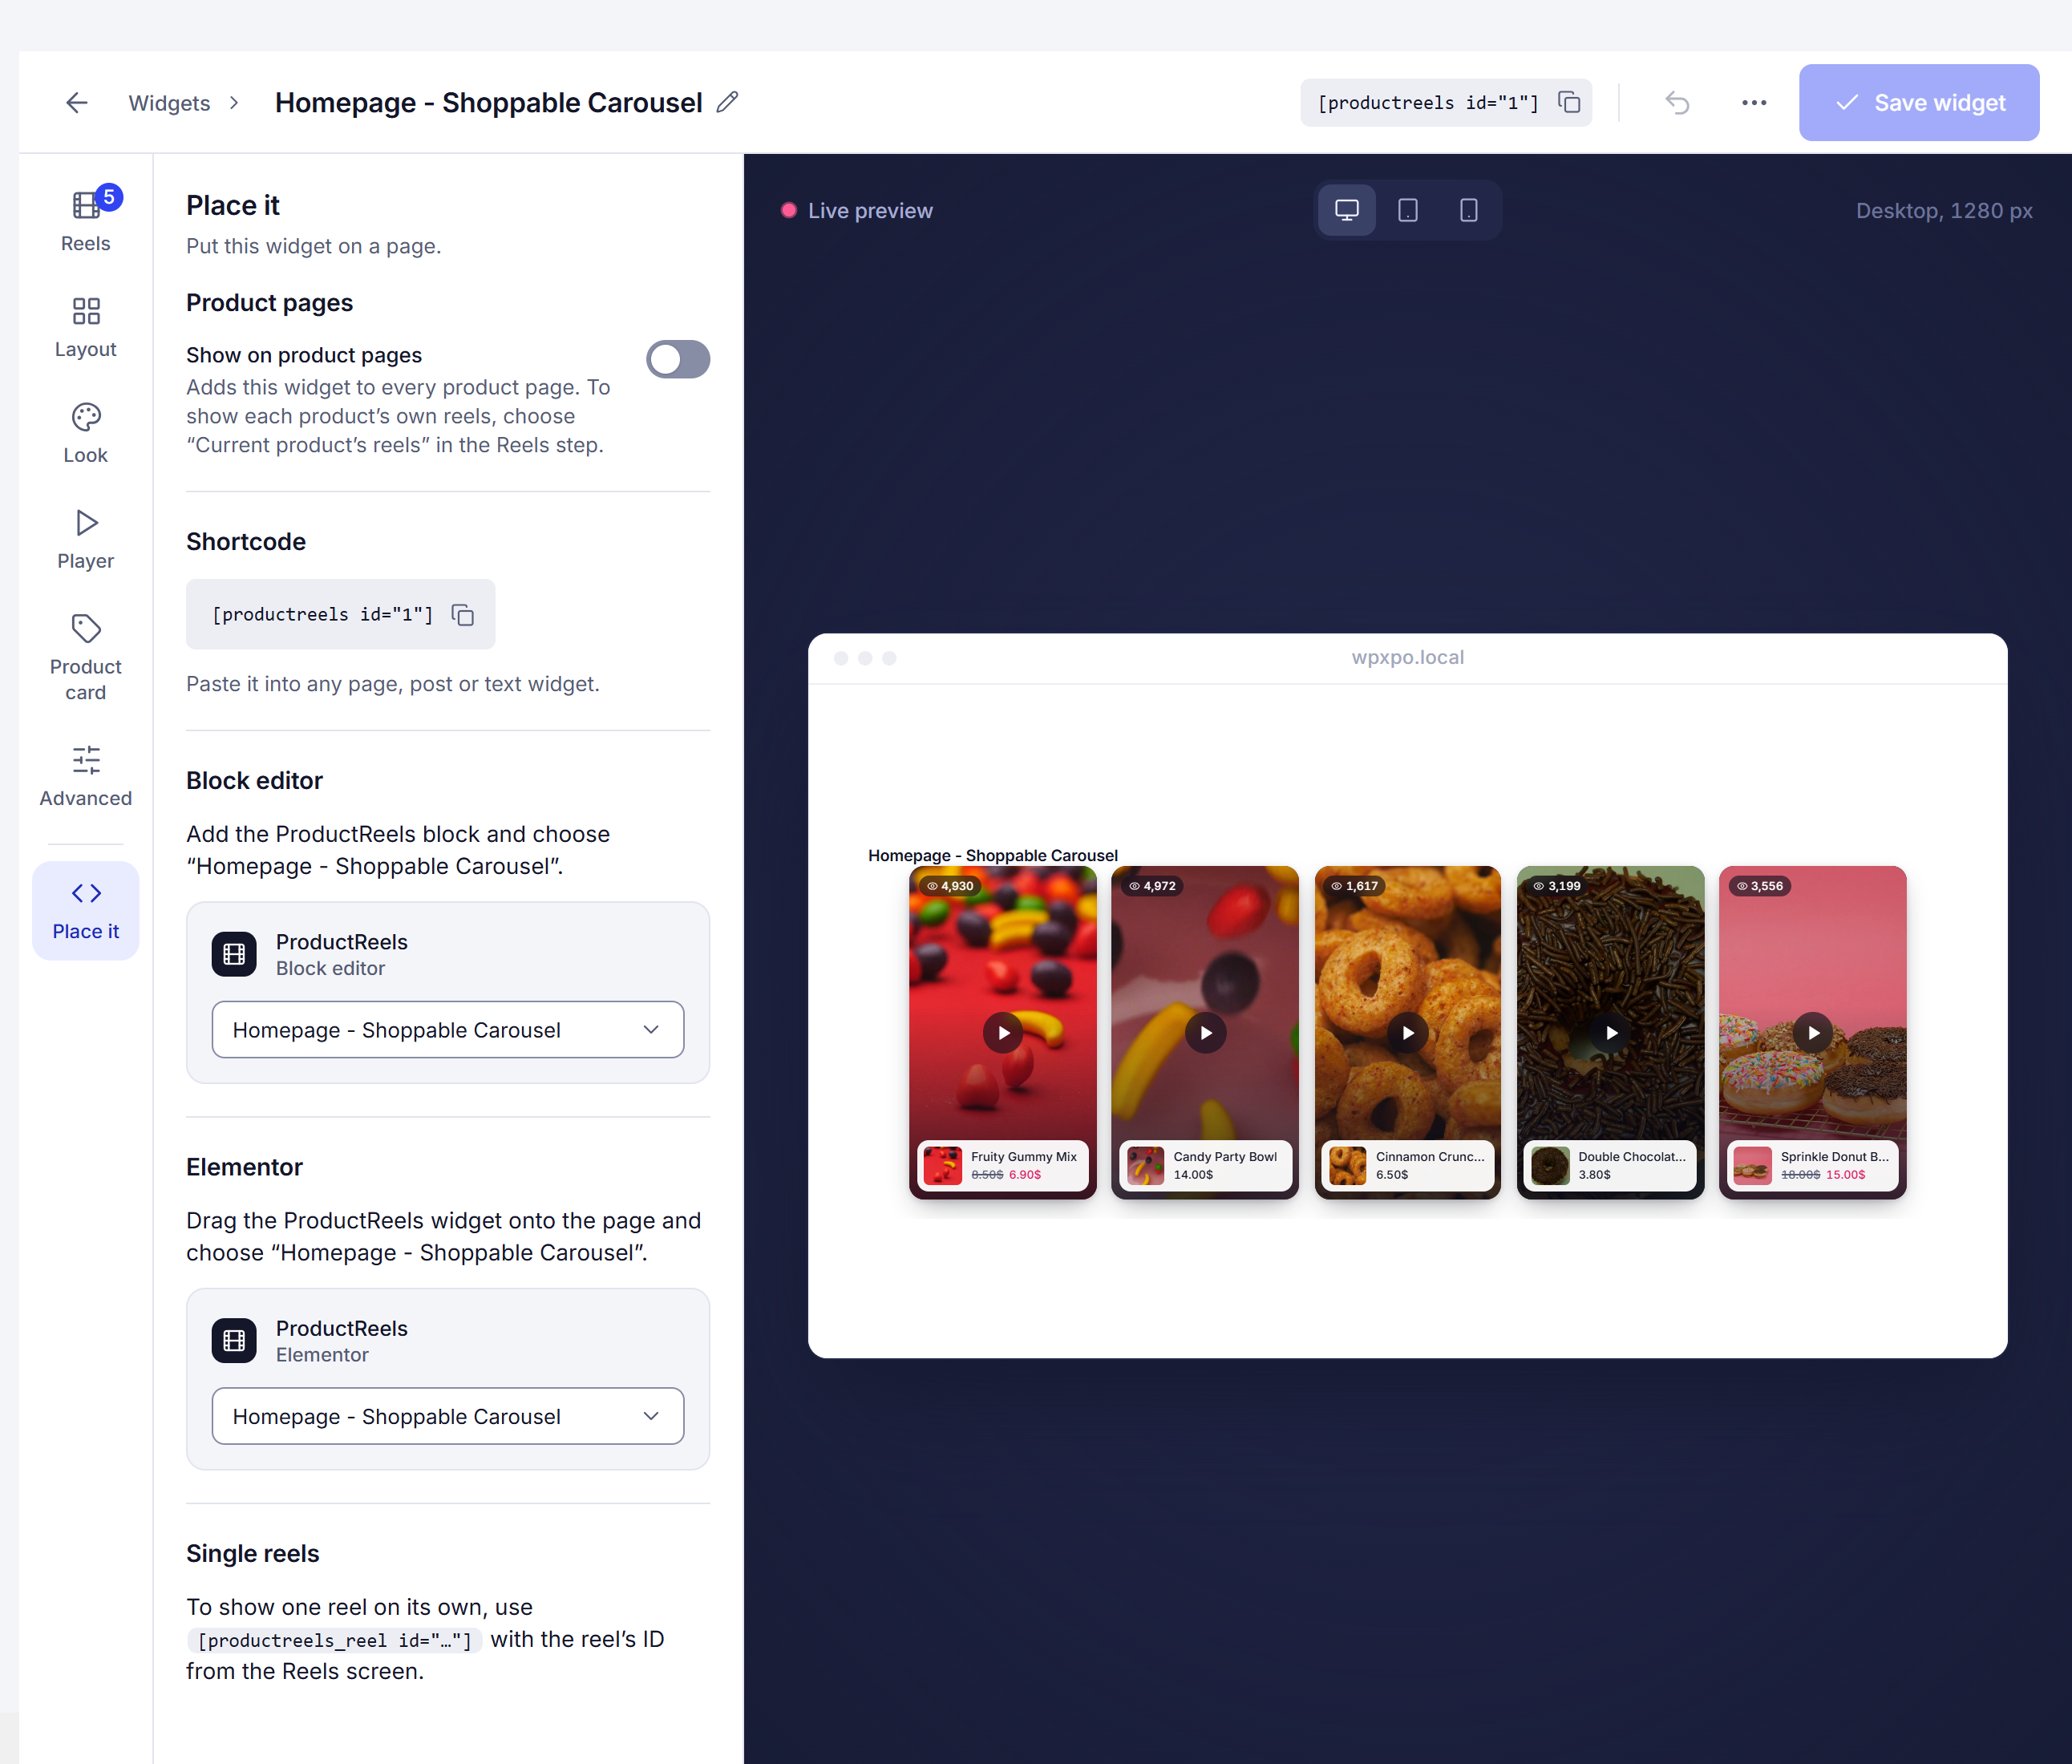 Widgets
Homepage - Shoppable Carousel
[productreels id="1"]
Save widget
5
Reels
Layout
Look
Player
Product
card
Advanced
Place it
Place it
Put this widget on a page.
Product pages
Show on product pages
Adds this widget to every product page. To
show each product’s own reels, choose
“Current product’s reels” in the Reels step.
Shortcode
[productreels id="1"]
Paste it into any page, post or text widget.
Block editor
Add the ProductReels block and choose
“Homepage - Shoppable Carousel”.
ProductReels
Block editor
Homepage - Shoppable Carousel
Elementor
Drag the ProductReels widget onto the page and
choose “Homepage - Shoppable Carousel”.
ProductReels
Elementor
Homepage - Shoppable Carousel
Single reels
To show one reel on its own, use
[productreels_reel id="…"] with the reel’s ID
from the Reels screen.
Live preview
Desktop, 1280 px
wpxpo.local
Homepage - Shoppable Carousel
4,930
Fruity Gummy Mix
8.50$ 6.90$
4,972
Candy Party Bowl
14.00$
1,617
Cinnamon Crunc...
6.50$
3,199
Double Chocolat...
3.80$
3,556
Sprinkle Donut B...
18.00$ 15.00$